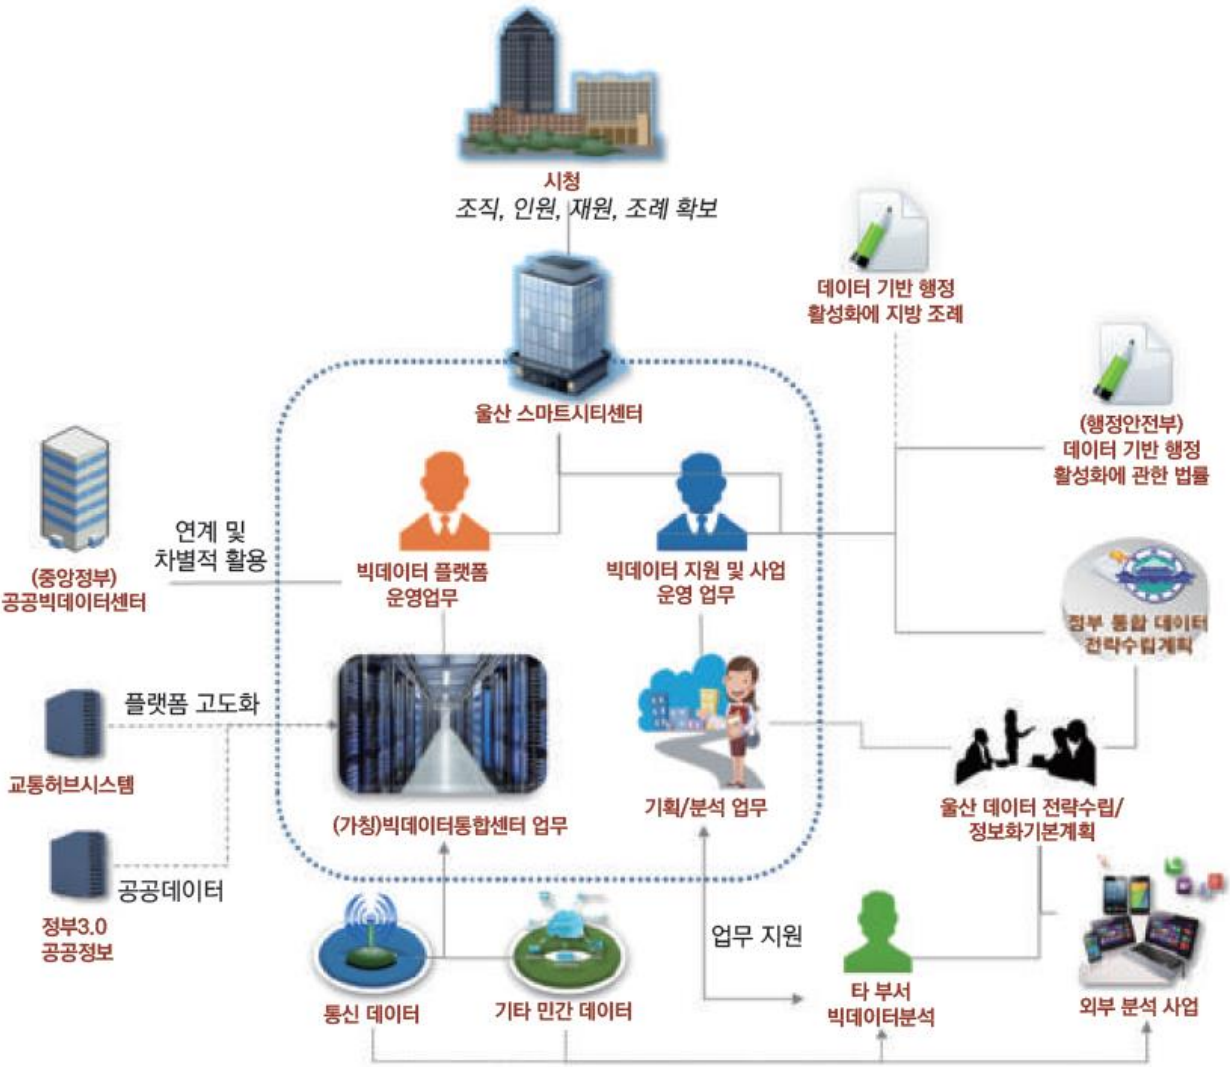 시청
조직, 인원, 재원, 조례 확보
데이터 기반 행정
활성화에 지방 조례
(행정안전부)
데이터 기반 행정
활성화에 관한 법률
울산 스마트시티센터
연계 및
차별적 활용
(중앙정부)
공공빅데이터센터
빅데이터 플랫폼
운영업무
빅데이터 지원 및 사업
운영 업무
정부 통합 데이터
전략수립계획
플랫폼 고도화
교통허브시스템
(가칭)빅데이터통합센터 업무
기획/분석 업무
울산 데이터 전략수립/
정보화기본계획
공공데이터
정부3.0
공공정보
업무 지원
통신 데이터
기타 민간 데이터
타 부서
빅데이터분석
외부 분석 사업